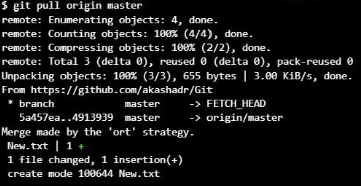 $ git pull origin master
remote: Enumerating objects: 4, done.
remote: Counting objects: 100% (4/4), done.
remote: Compressing objects: 100% (2/2), done.
remote: Total 3 (delta 0), reused 0 (delta 0), pack-reused 0
Unpacking objects: 100% (3/3), 655 bytes | 3.00 KiB/s, done.
From https://github.com/akashadr/Git
 * branch            master     -> FETCH_HEAD
   5a457ea..4913939  master     -> origin/master
Merge made by the 'ort' strategy.
 New.txt | 1 +
 1 file changed, 1 insertion(+)
 create mode 100644 New.txt